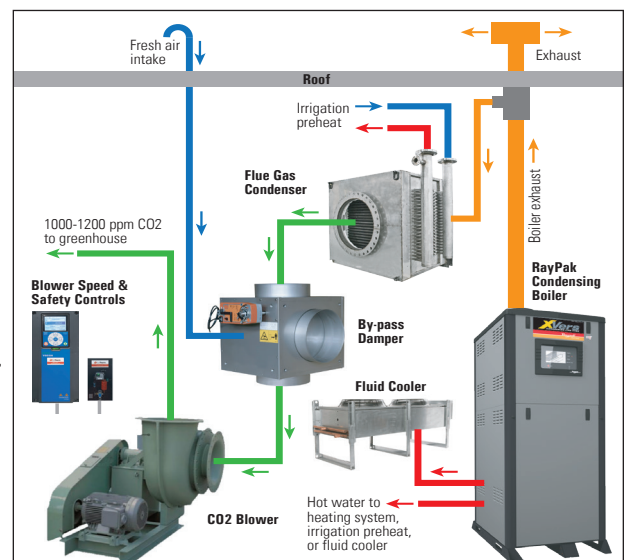 Fresh air
intake
Exhaust
Roof
Irrigation
preheat
Flue Gas
Condenser
Boiler exhaust
1000-1200 ppm CO2
to greenhouse
Blower Speed &
Safety Controls
RayPak
Condensing
Boiler
By-pass
Damper
XVers
Fluid Cooler
CO2 Blower
Hot water to
heating system,
irrigation preheat,
or fluid cooler